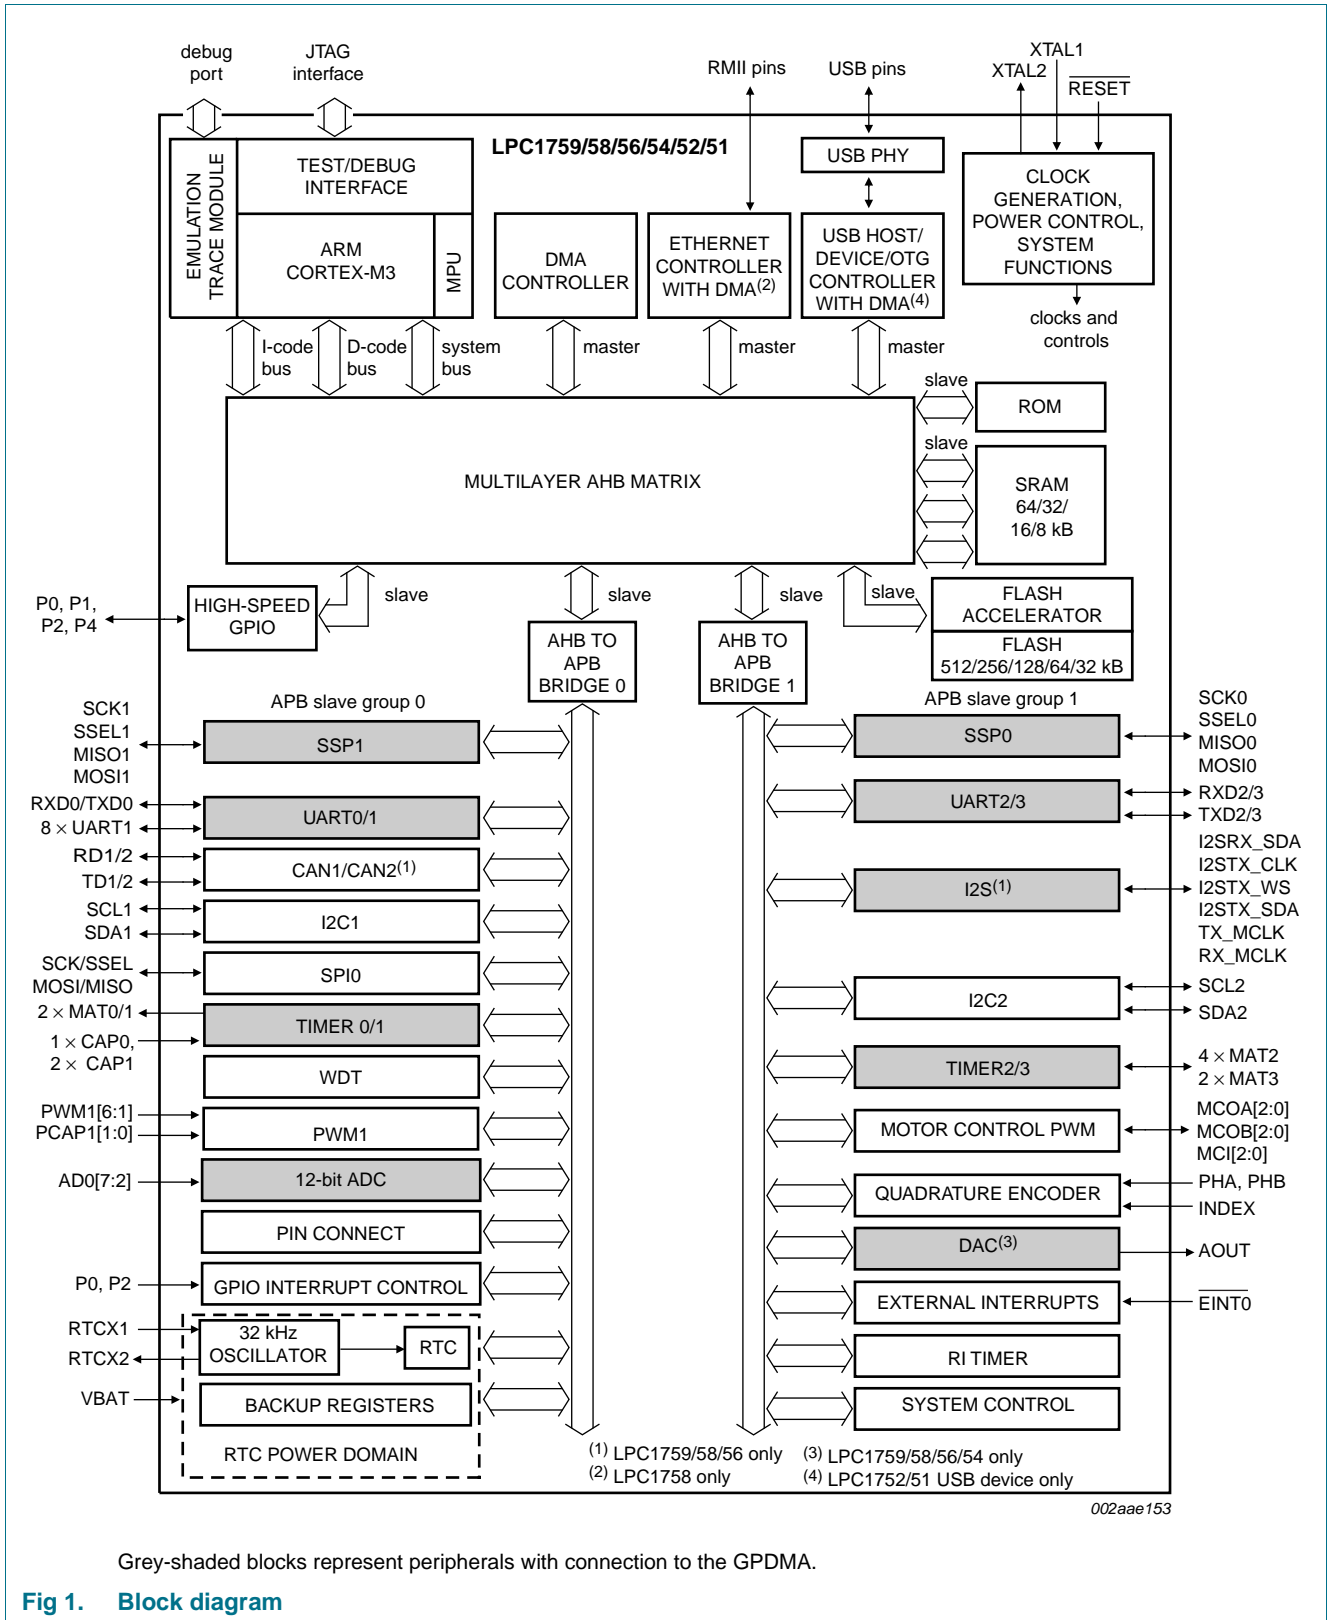 debug
port
JTAG
interface
RMII pins
USB pins
XTAL1
XTAL2
RESET
LPC1759/58/56/54/52/51
EMULATION
TRACE MODULE
TEST/DEBUG
INTERFACE
ARM
CORTEX-M3
MPU
DMA
CONTROLLER
ETHERNET
CONTROLLER
WITH DMA(2)
USB PHY
USB HOST/
DEVICE/OTG
CONTROLLER
WITH DMA(4)
CLOCK
GENERATION,
POWER CONTROL,
SYSTEM
FUNCTIONS
clocks and
controls
I-code
bus
D-code
bus
system
bus
master
master
master
MULTILAYER AHB MATRIX
slave
ROM
slave
SRAM
64/32/
16/8 kB
P0, P1,
P2, P4
HIGH-SPEED
GPIO
slave
slave
slave
slave
FLASH
ACCELERATOR
FLASH
512/256/128/64/32 kB
AHB TO
APB
BRIDGE 0
AHB TO
APB
BRIDGE 1
APB slave group 0
APB slave group 1
SCK1
SSEL1
MISO1
MOSI1
SSP1
RXD0/TXD0
8 × UART1
UART0/1
RD1/2
TD1/2
CAN1/CAN2(1)
SCL1
SDA1
I2C1
SCK/SSEL
MOSI/MISO
SPI0
2 × MAT0/1
1 × CAP0,
2 × CAP1
TIMER 0/1
WDT
PWM1[6:1]
PCAP1[1:0]
PWM1
AD0[7:2]
12-bit ADC
PIN CONNECT
P0, P2
GPIO INTERRUPT CONTROL
RTCX1
RTCX2
32 kHz
OSCILLATOR
RTC
VBAT
BACKUP REGISTERS
RTC POWER DOMAIN
SSP0
SCK0
SSEL0
MISO0
MOSI0
UART2/3
RXD2/3
TXD2/3
I2S(1)
I2SRX_SDA
I2STX_CLK
I2STX_WS
I2STX_SDA
TX_MCLK
RX_MCLK
I2C2
SCL2
SDA2
TIMER2/3
4 × MAT2
2 × MAT3
MOTOR CONTROL PWM
MCOA[2:0]
MCOB[2:0]
MCI[2:0]
QUADRATURE ENCODER
PHA, PHB
INDEX
DAC(3)
AOUT
EXTERNAL INTERRUPTS
EINT0
RI TIMER
SYSTEM CONTROL
(1) LPC1759/58/56 only
(2) LPC1758 only
(3) LPC1759/58/56/54 only
(4) LPC1752/51 USB device only
002aae153
Grey-shaded blocks represent peripherals with connection to the GPDMA.
Fig 1. Block diagram